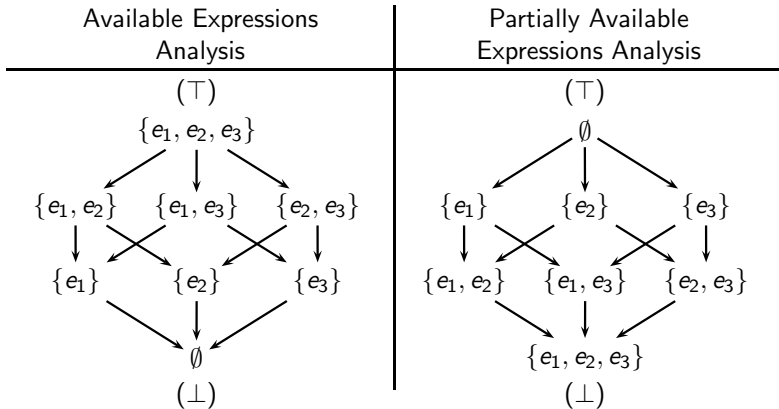 Available Expressions
Analysis
(⊤)
{e₁, e₂, e₃}
{e₁, e₂} {e₁, e₃} {e₂, e₃}
{e₁} {e₂} {e₃}
∅
(⊥)
Partially Available
Expressions Analysis
(⊤)
∅
{e₁} {e₂} {e₃}
{e₁, e₂} {e₁, e₃} {e₂, e₃}
{e₁, e₂, e₃}
(⊥)